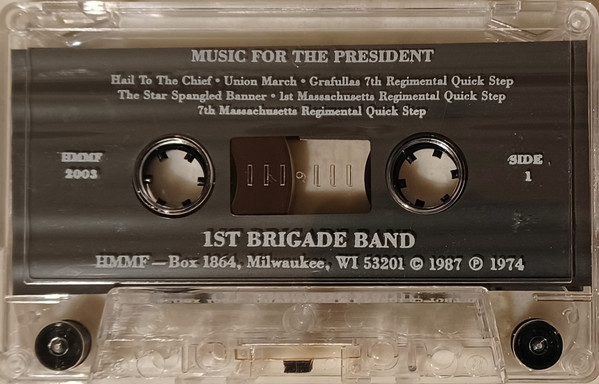 MUSIC FOR THE PRESIDENT
Hail To The Chief • Union March • Grafullas 7th Regimental Quick Step
The Star Spangled Banner • 1st Massachusetts Regimental Quick Step
7th Massachusetts Regimental Quick Step
HMMF
2003
SIDE
1
1ST BRIGADE BAND
HMMF — Box 1864, Milwaukee, WI 53201 © 1987 ℗ 1974